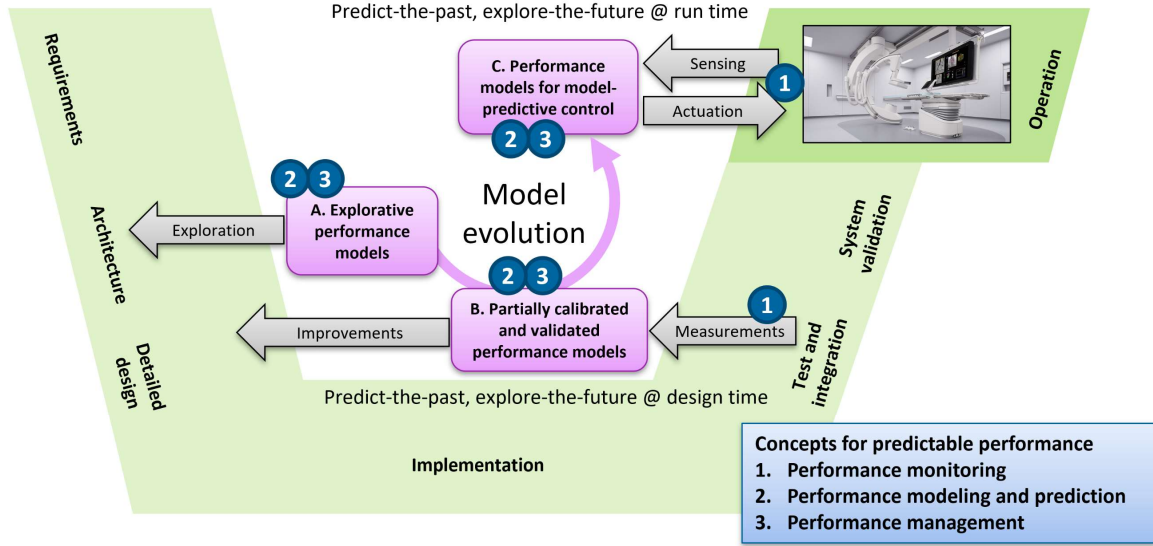 Predict-the-past, explore-the-future @ run time
Requirements
C. Performance
models for model-
predictive control
Sensing
1
Actuation
Operation
2 3
2 3
Model
evolution
A. Explorative
performance
models
Exploration
Architecture
System
validation
2 3
B. Partially calibrated
and validated
performance models
Improvements
1
Measurements
Test and
integration
Detailed
design
Predict-the-past, explore-the-future @ design time
Implementation
Concepts for predictable performance
1. Performance monitoring
2. Performance modeling and prediction
3. Performance management